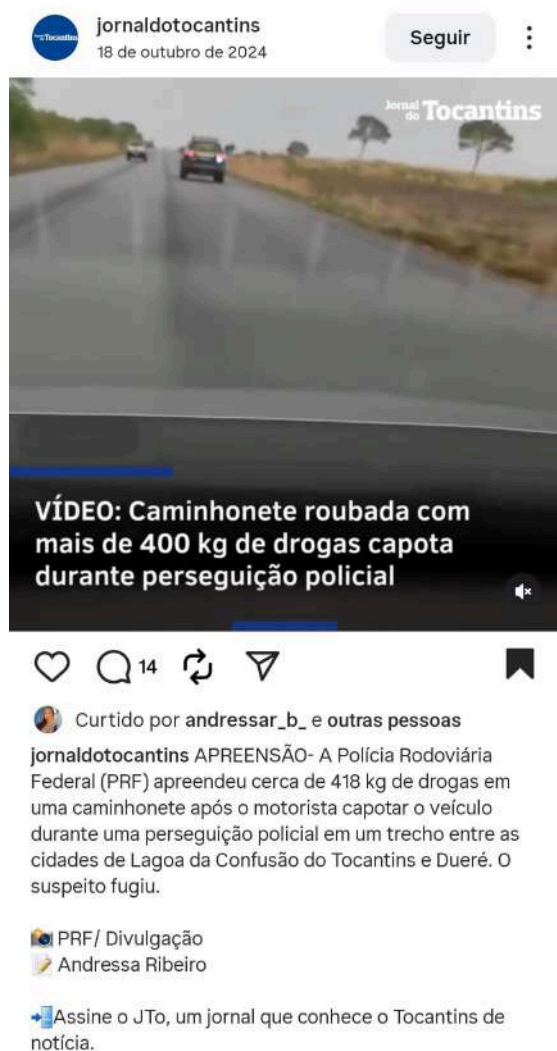 jornaldotocantins
18 de outubro de 2024
Seguir
Jornal do Tocantins
VÍDEO: Caminhonete roubada com
mais de 400 kg de drogas capota
durante perseguição policial
14
Curtido por andressar_b_ e outras pessoas
jornaldotocantins APREENSÃO- A Polícia Rodoviária
Federal (PRF) apreendeu cerca de 418 kg de drogas em
uma caminhonete após o motorista capotar o veículo
durante uma perseguição policial em um trecho entre as
cidades de Lagoa da Confusão do Tocantins e Dueré. O
suspeito fugiu.
PRF/ Divulgação
Andressa Ribeiro
Assine o JTo, um jornal que conhece o Tocantins de
notícia.